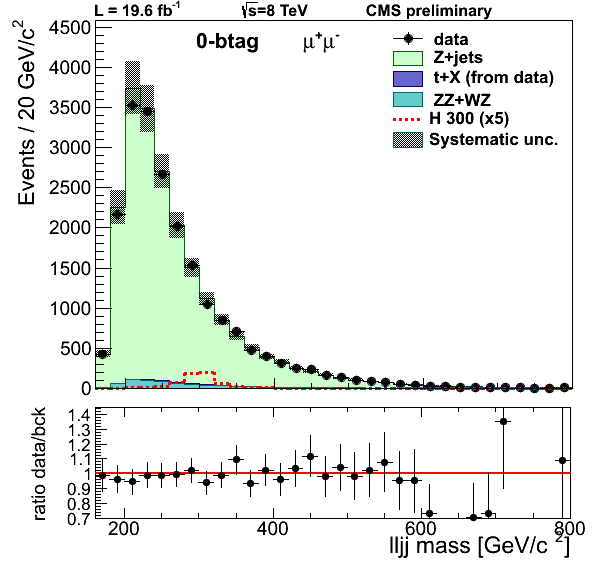 L = 19.6 fb⁻¹ √s=8 TeV CMS preliminary
0-btag μ⁺μ⁻
data
Z+jets
t+X (from data)
ZZ+WZ
H 300 (x5)
Systematic unc.
Events / 20 GeV/c²
4500
4000
3500
3000
2500
2000
1500
1000
500
0
ratio data/bck
1.4
1.3
1.2
1.1
1
0.9
0.8
0.7
200 400 600 800
lljj mass [GeV/c ²]